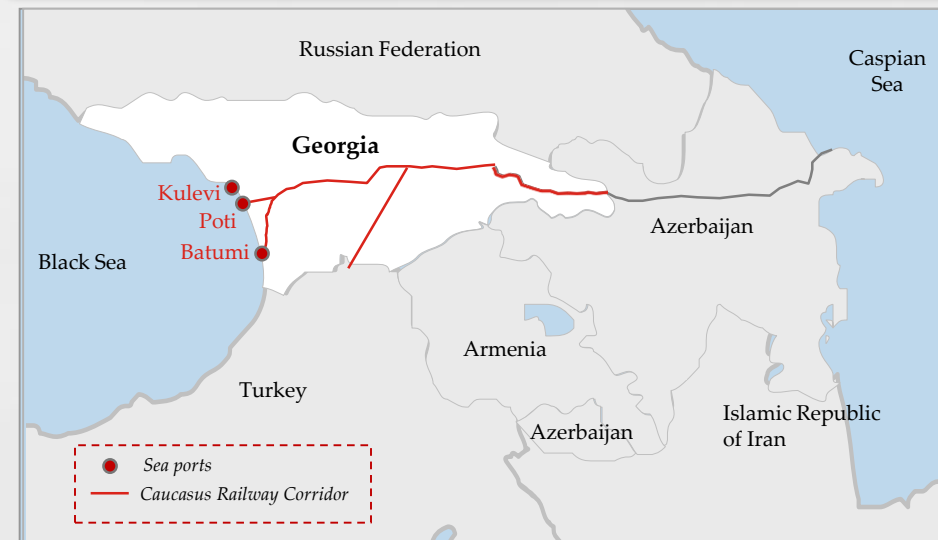 Russian Federation
Caspian
Sea
Georgia
Kulevi
Poti
Azerbaijan
Batumi
Black Sea
Armenia
Turkey
Islamic Republic
of Iran
Azerbaijan
Sea ports
Caucasus Railway Corridor